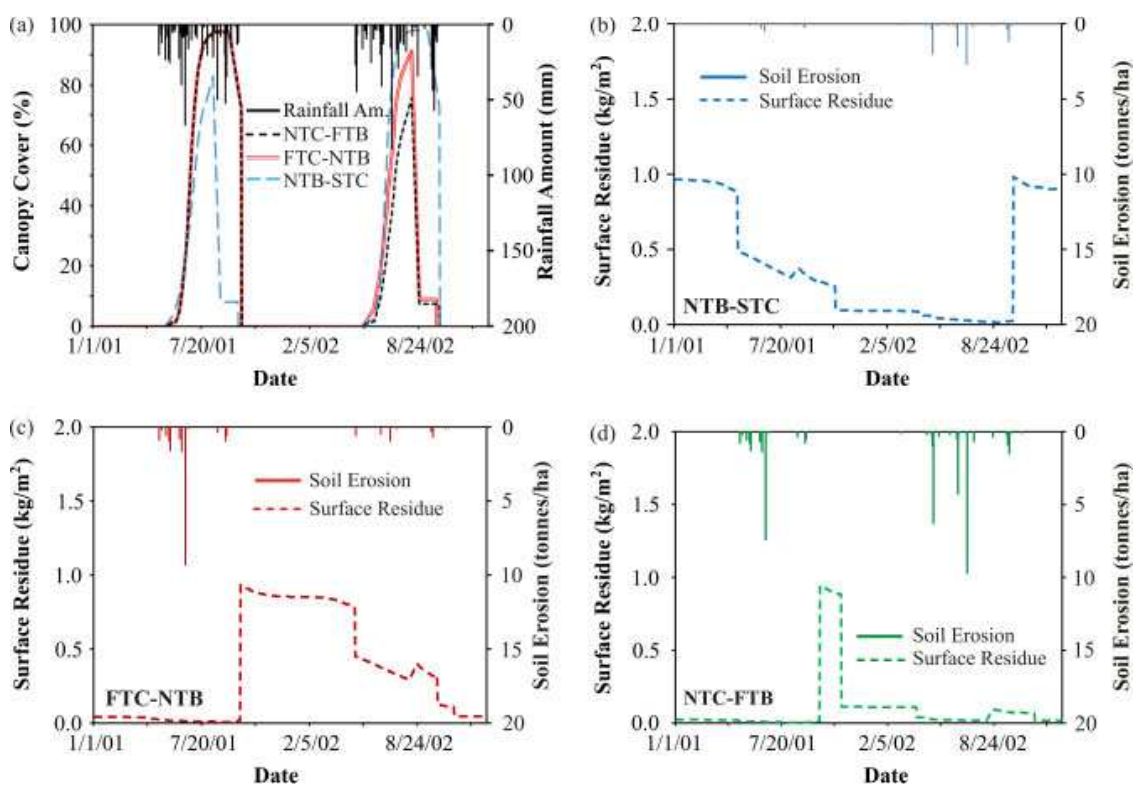 (a)
100
80
60
40
20
0
Canopy Cover (%)
0
50
100
150
200
Rainfall Amount (mm)
Rainfall Am.
NTC-FTB
FTC-NTB
NTB-STC
1/1/01 7/20/01 2/5/02 8/24/02
Date
(b)
2.0
1.5
1.0
0.5
0.0
Surface Residue (kg/m²)
0
5
10
15
20
Soil Erosion (tonnes/ha)
Soil Erosion
Surface Residue
NTB-STC
1/1/01 7/20/01 2/5/02 8/24/02
Date
(c)
2.0
1.5
1.0
0.5
0.0
Surface Residue (kg/m²)
0
5
10
15
20
Soil Erosion (tonnes/ha)
Soil Erosion
Surface Residue
FTC-NTB
1/1/01 7/20/01 2/5/02 8/24/02
Date
(d)
2.0
1.5
1.0
0.5
0.0
Surface Residue (kg/m²)
0
5
10
15
20
Soil Erosion (tonnes/ha)
Soil Erosion
Surface Residue
NTC-FTB
1/1/01 7/20/01 2/5/02 8/24/02
Date